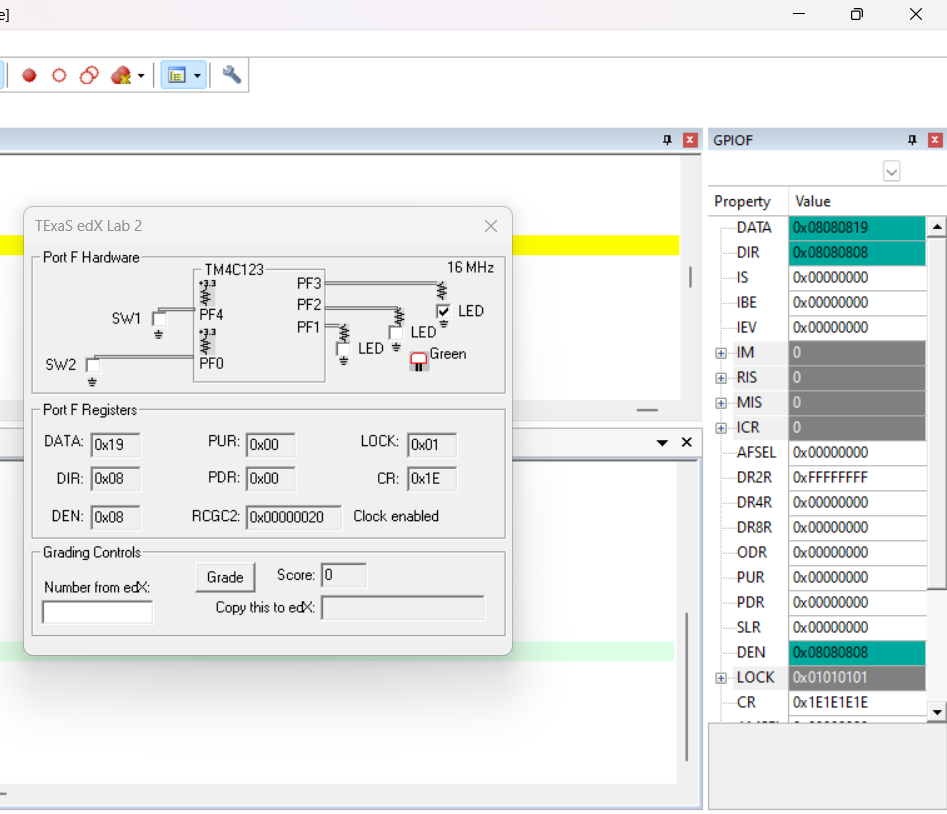 e]
GPIOF
Property Value
DATA 0x08080819
DIR 0x08080808
IS 0x00000000
IBE 0x00000000
IEV 0x00000000
IM 0
RIS 0
MIS 0
ICR 0
AFSEL 0x00000000
DR2R 0xFFFFFFFF
DR4R 0x00000000
DR8R 0x00000000
ODR 0x00000000
PUR 0x00000000
PDR 0x00000000
SLR 0x00000000
DEN 0x08080808
LOCK 0x01010101
CR 0x1E1E1E1E
TExaS edX Lab 2
Port F Hardware
TM4C123
16 MHz
+3.3
PF3
PF2
PF1
PF4
SW1
+3.3
PF0
SW2
LED
LED
LED
Green
Port F Registers
DATA: 0x19 PUR: 0x00 LOCK: 0x01
DIR: 0x08 PDR: 0x00 CR: 0x1E
DEN: 0x08 RCGC2: 0x00000020 Clock enabled
Grading Controls
Number from edX:
Grade
Score: 0
Copy this to edX: